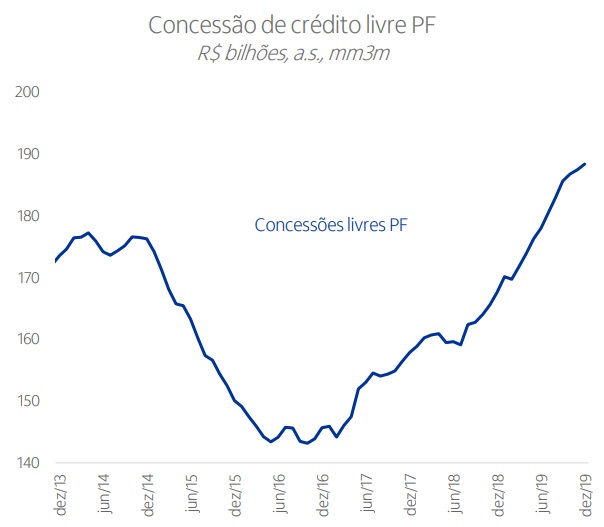 Concessão de crédito livre PF
R$ bilhões, a.s., mm3m
200
190
180
170
160
150
140
Concessões livres PF
dez/13
jun/14
dez/14
jun/15
dez/15
jun/16
dez/16
jun/17
dez/17
jun/18
dez/18
jun/19
dez/19